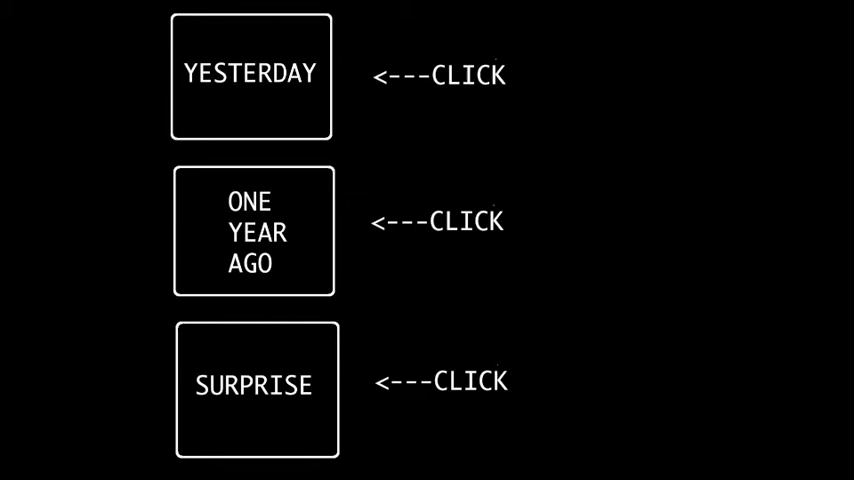 YESTERDAY <---CLICK
ONE
YEAR <---CLICK
AGO
SURPRISE <---CLICK